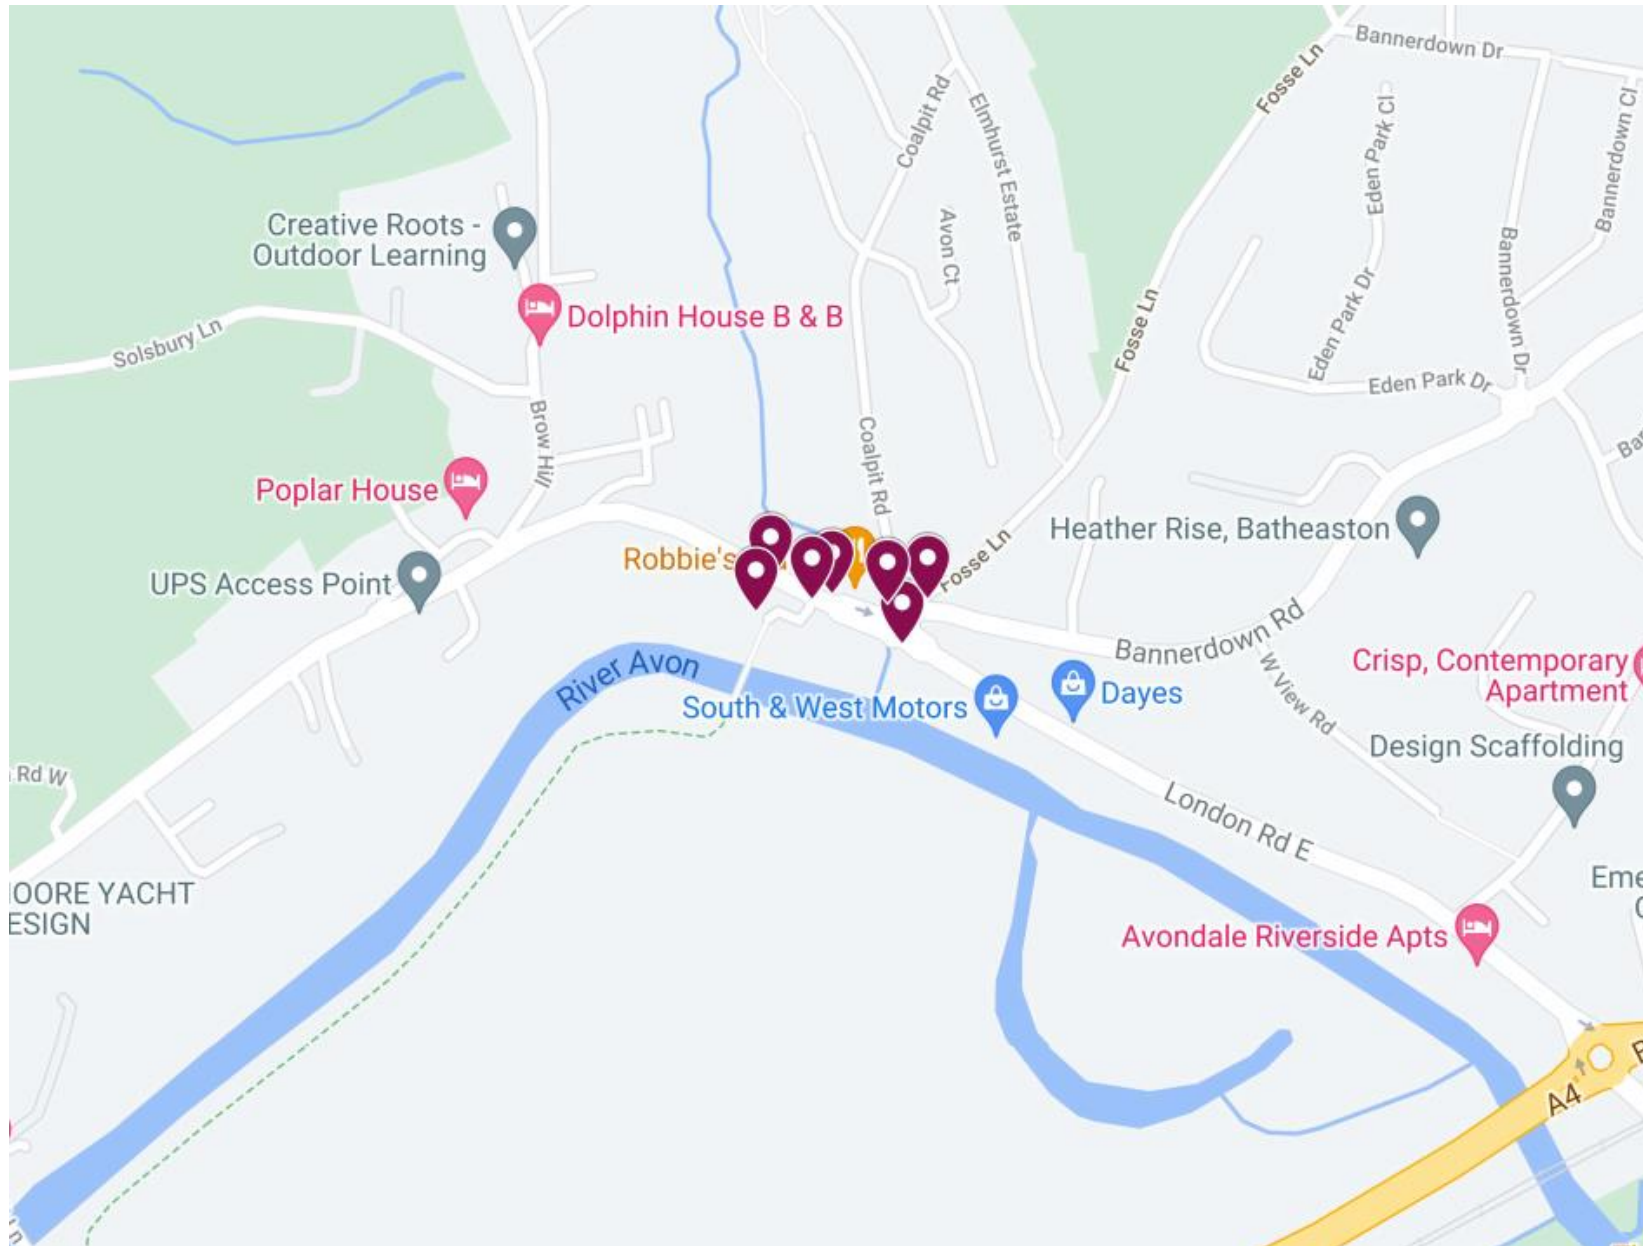 Bannerdown Dr
Fosse Ln
Coalpit Rd
Elmhurst Estate
Eden Park Cl
Bannerdown Cl
Creative Roots -
Outdoor Learning
Avon Ct
Bannerdown Dr
Dolphin House B & B
Solsbury Ln
Fosse Ln
Eden Park Dr
Eden Park Dr
Brow Hill
Coalpit Rd
Poplar House
Heather Rise, Batheaston
Robbie's
Fosse Ln
UPS Access Point
Bannerdown Rd
River Avon
W View Rd
Crisp, Contemporary
Apartment
South & West Motors
Dayes
Design Scaffolding
Rd W
London Rd E
Avondale Riverside Apts
A4